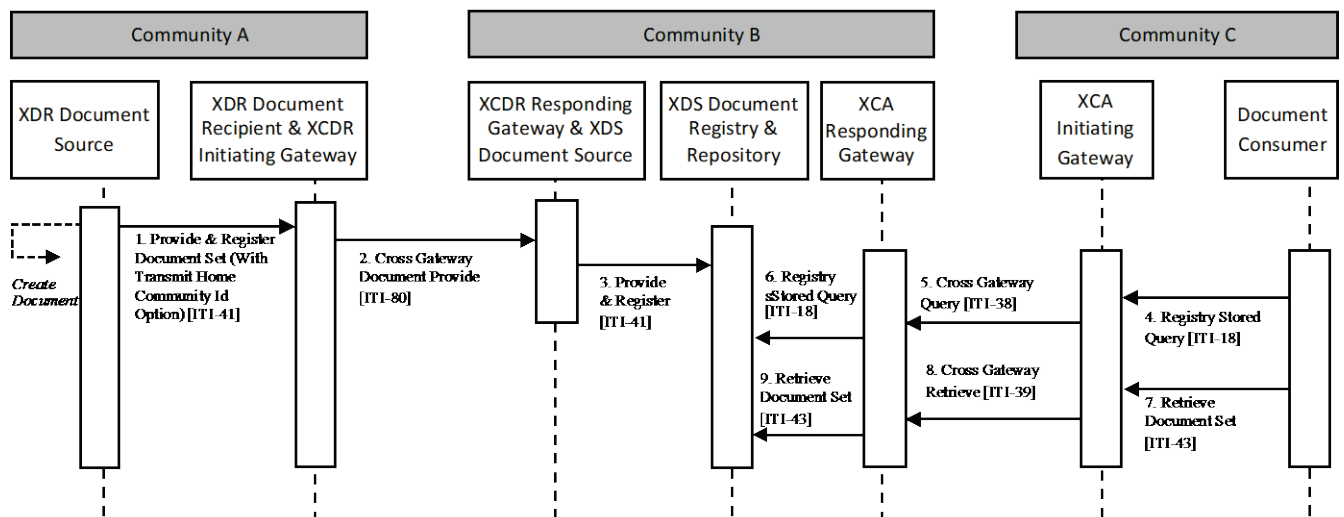 Community A
Community B
Community C
XDR Document
Source
XDR Document
Recipient & XCDR
Initiating Gateway
XCDR Responding
Gateway & XDS
Document Source
XDS Document
Registry &
Repository
XCA
Responding
Gateway
XCA
Initiating
Gateway
Document
Consumer
Create
Document
1. Provide & Register
Document Set (With
Transmit Home
Community Id
Option) [ITI-41]
2. Cross Gateway
Document Provide
[ITI-80]
3. Provide
& Register
[ITI-41]
6. Registry
sStored Query
[ITI-18]
5. Cross Gateway
Query [ITI-38]
4. Registry Stored
Query [ITI-18]
9. Retrieve
Document Set
[ITI-43]
8. Cross Gateway
Retrieve [ITI-39]
7. Retrieve
Document Set
[ITI-43]